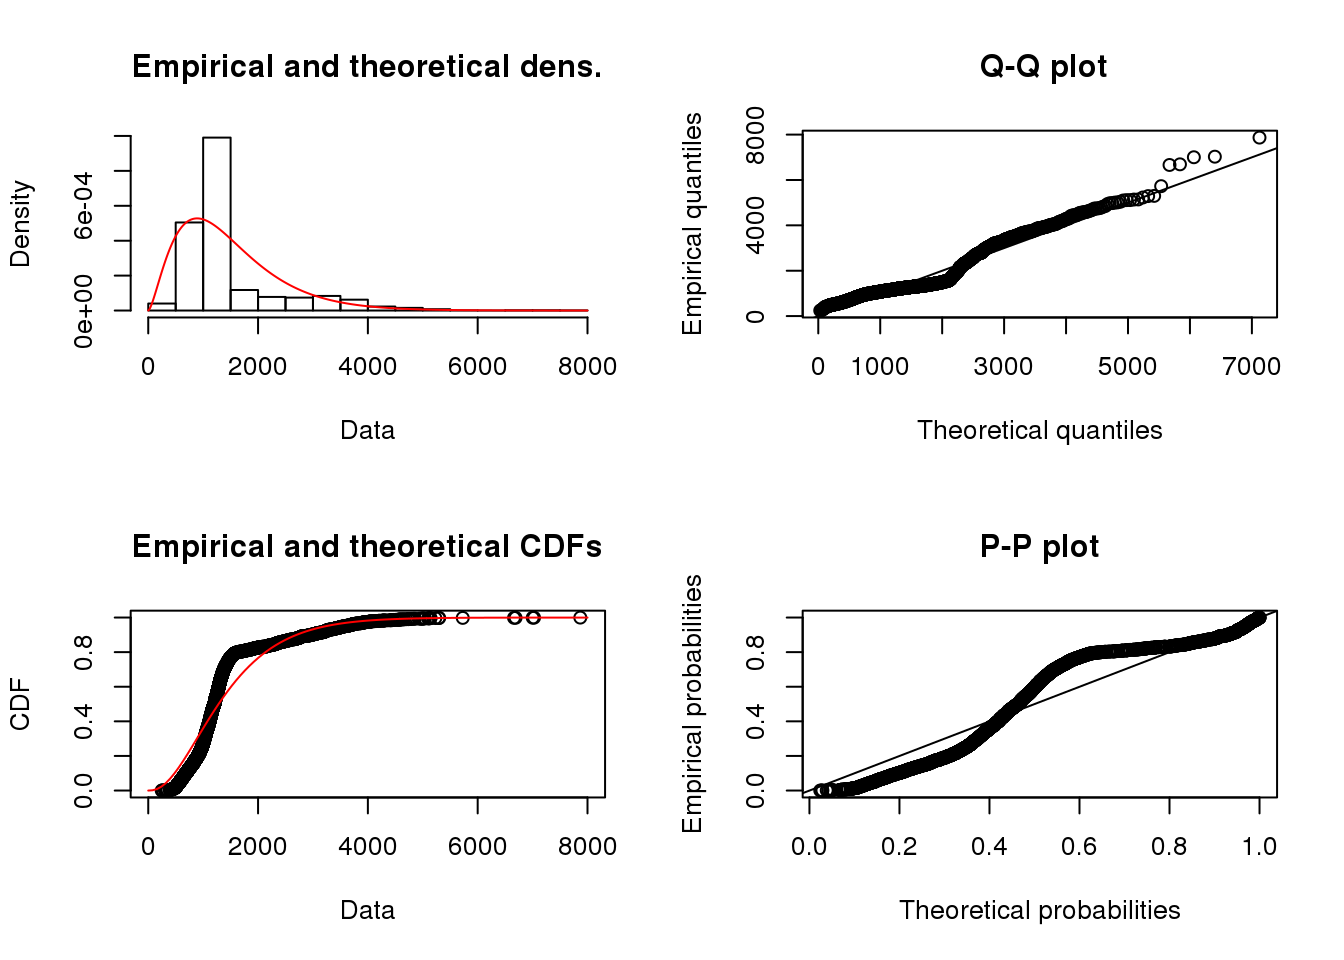 Empirical and theoretical dens.
Density
0e+00 6e-04
0 2000 4000 6000 8000
Data
Q-Q plot
Empirical quantiles
0 4000 8000
0 1000 3000 5000 7000
Theoretical quantiles
Empirical and theoretical CDFs
CDF
0.0 0.4 0.8
0 2000 4000 6000 8000
Data
P-P plot
Empirical probabilities
0.0 0.4 0.8
0.0 0.2 0.4 0.6 0.8 1.0
Theoretical probabilities